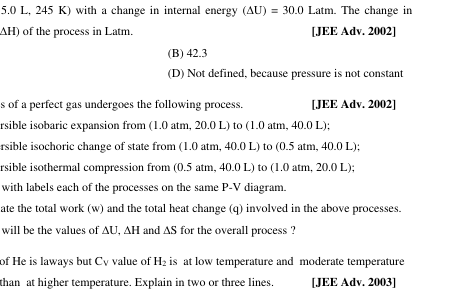 5.0 L, 245 K) with a change in internal energy (ΔU) = 30.0 Latm. The change in
ΔH) of the process in Latm. [JEE Adv. 2002]
(B) 42.3
(D) Not defined, because pressure is not constant
s of a perfect gas undergoes the following process. [JEE Adv. 2002]
rsible isobaric expansion from (1.0 atm, 20.0 L) to (1.0 atm, 40.0 L);
ersible isochoric change of state from (1.0 atm, 40.0 L) to (0.5 atm, 40.0 L);
rsible isothermal compression from (0.5 atm, 40.0 L) to (1.0 atm, 20.0 L);
with labels each of the processes on the same P-V diagram.
ate the total work (w) and the total heat change (q) involved in the above processes.
will be the values of ΔU, ΔH and ΔS for the overall process ?
of He is laways but CV value of H2 is at low temperature and moderate temperature
than at higher temperature. Explain in two or three lines. [JEE Adv. 2003]